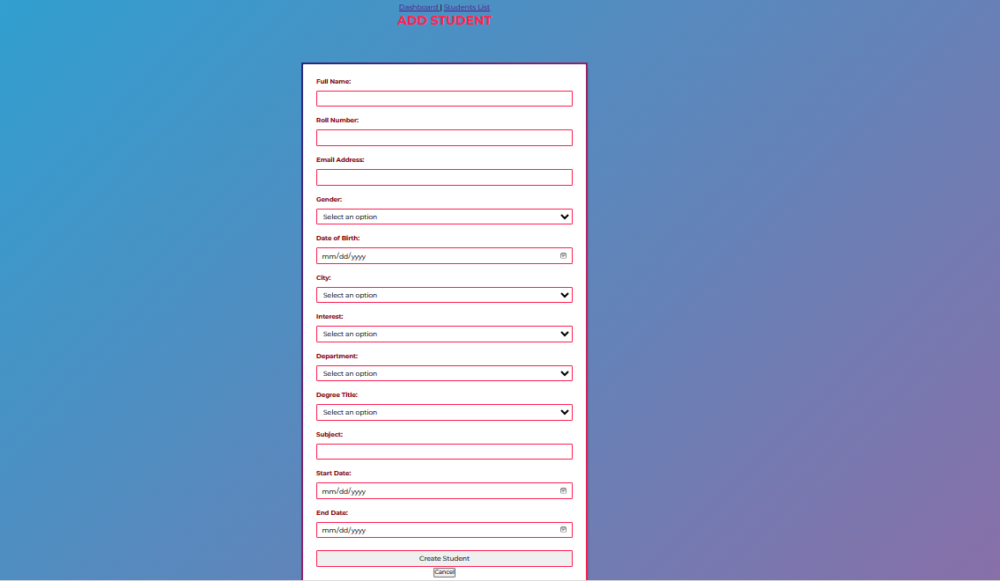 Dashboard | Students List
ADD STUDENT
Full Name:
Roll Number:
Email Address:
Gender:
Select an option
Date of Birth:
mm/dd/yyyy
City:
Select an option
Interest:
Select an option
Department:
Select an option
Degree Title:
Select an option
Subject:
Start Date:
mm/dd/yyyy
End Date:
mm/dd/yyyy
Create Student
Cancel